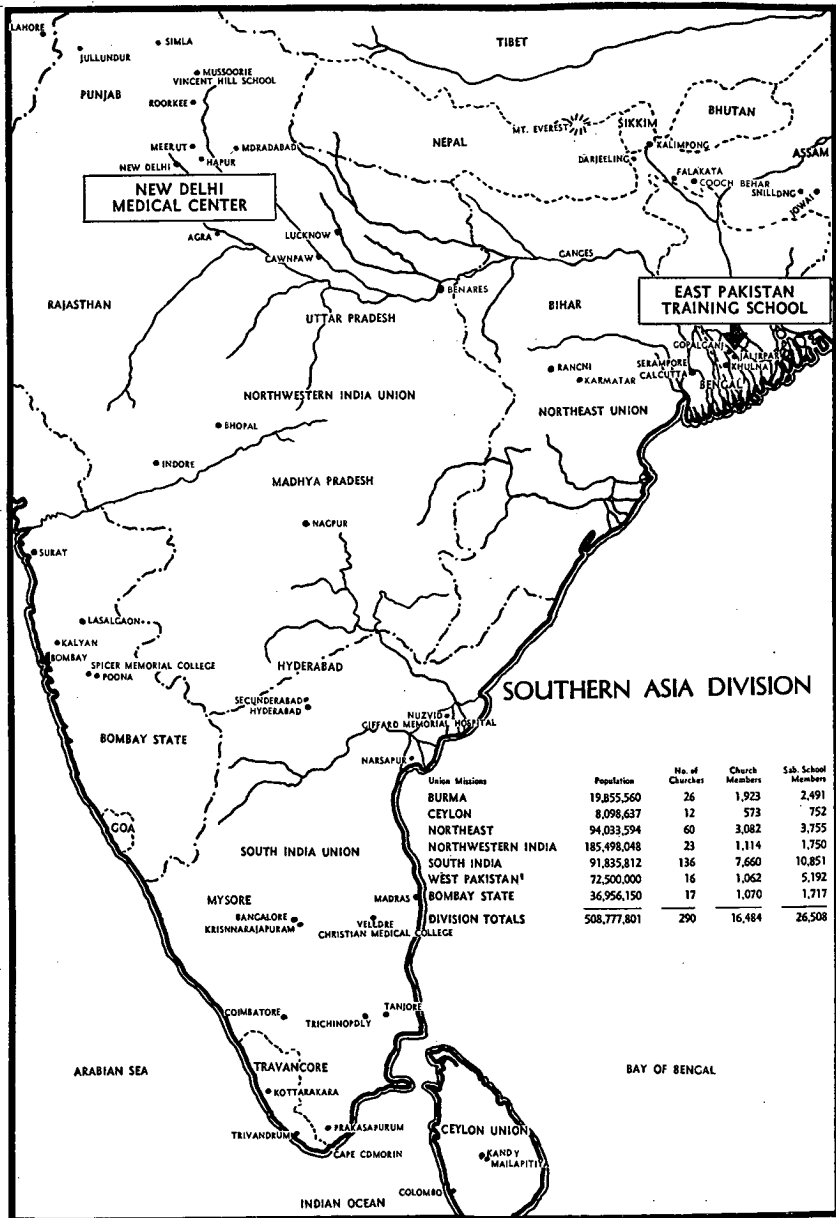 LAHORE
SIMLA
TIBET
JULLUNDUR
MUSSOORIE
VINCENT HILL SCHOOL
PUNJAB
ROORKEE
BHUTAN
SIKKIM
MT. EVEREST
NEPAL
KALIMPONG
MEERUT
MDRADABAD
HAPUR
NEW DELHI
DARJEELING
ASSAM
FALAKATA
COOCH BEHAR
SNILLDNG
JOWAI
NEW DELHI
MEDICAL CENTER
AGRA
LUCKNOW
CAWNPAW
GANGES
BENARES
RAJASTHAN
UTTAR PRADESH
BIHAR
EAST PAKISTAN
TRAINING SCHOOL
GOPALGANJ
JALIRPAR
KHULNA
SERAMPORE
CALCUTTA
BENGAL
RANCNI
KARMATAR
NORTHWESTERN INDIA UNION
NORTHEAST UNION
BHOPAL
INDORE
MADHYA PRADESH
NAGPUR
SURAT
LASALGAON
KALYAN
BOMBAY
SPICER MEMORIAL COLLEGE
POONA
HYDERABAD
SECUNDERABAD
HYDERABAD
SOUTHERN ASIA DIVISION
NUZVID
GIFFARD MEMORIAL HOSPITAL
BOMBAY STATE
NARSAPUR
Union Missions Population No. of Churches Church Members Sab. School Members
BURMA 19,855,560 26 1,923 2,491
CEYLON 8,098,637 12 573 752
NORTHEAST 94,033,594 60 3,082 3,755
NORTHWESTERN INDIA 185,498,048 23 1,114 1,750
SOUTH INDIA 91,835,812 136 7,660 10,851
WEST PAKISTAN¹ 72,500,000 16 1,062 5,192
BOMBAY STATE 36,956,150 17 1,070 1,717
DIVISION TOTALS 508,777,801 290 16,484 26,508
GOA
SOUTH INDIA UNION
MYSORE
MADRAS
BANGALORE
KRISNNARAJAPURAM
VELLDRE
CHRISTIAN MEDICAL COLLEGE
COIMBATORE
TRICHINOPDLY
TANJORE
ARABIAN SEA
TRAVANCORE
BAY OF BENGAL
KOTTARAKARA
TRIVANDRUM
PRAKASAPURUM
CAPE CDMORIN
CEYLON UNION
KANDY
MAILAPITIYA
COLOMBO
INDIAN OCEAN